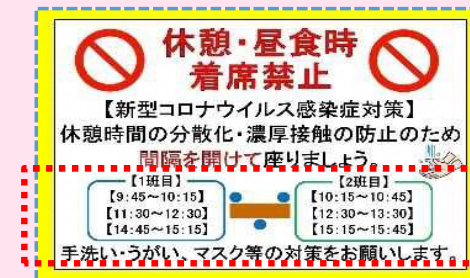 休憩・昼食時
着席禁止
【新型コロナウイルス感染症対策】
休憩時間の分散化・濃厚接触の防止のため
間隔を開けて座りましょう。
【1班目】
【9:45～10:15】
【11:30～12:30】
【14:45～15:15】
【2班目】
【10:15～10:45】
【12:30～13:30】
【15:15～15:45】
手洗い・うがい、マスク等の対策をお願いします。